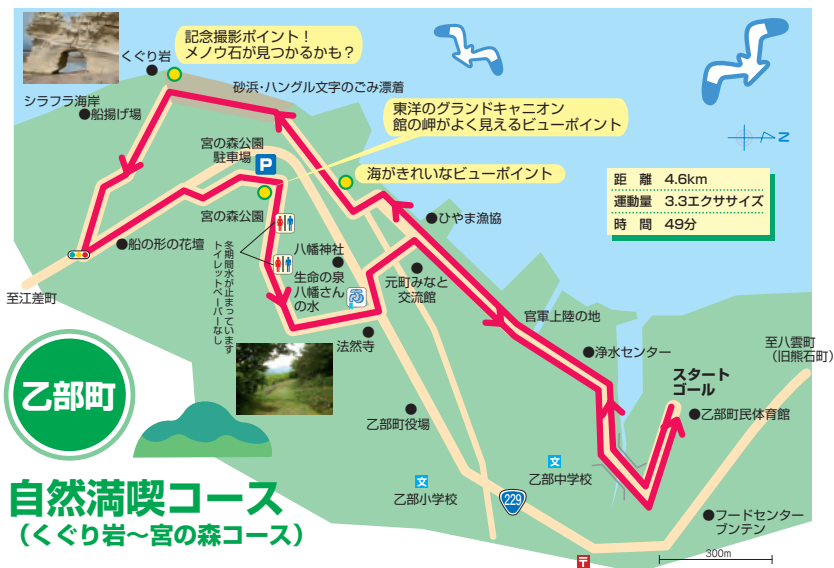 記念撮影ポイント！
メノウ石が見つかるかも？
くぐり岩
砂浜・ハングル文字のごみ漂着
シラフラ海岸
船揚げ場
東洋のグランドキャニオン
館の岬がよく見えるビューポイント
宮の森公園
駐車場
P
海がきれいなビューポイント
N
距　離　4.6km
運動量　3.3エクササイズ
時　間　49分
宮の森公園
ひやま漁協
船の形の花壇
冬期間水が止まっています
トイレットペーパーなし
八幡神社
生命の泉
八幡さん
の水
元町みなと
交流館
至江差町
官軍上陸の地
法然寺
浄水センター
至八雲町
（旧熊石町）
スタート
ゴール
乙部町民体育館
乙部町
乙部町役場
文
乙部中学校
文
乙部小学校
229
自然満喫コース
（くぐり岩～宮の森コース）
フードセンター
ブンテン
300m
〒